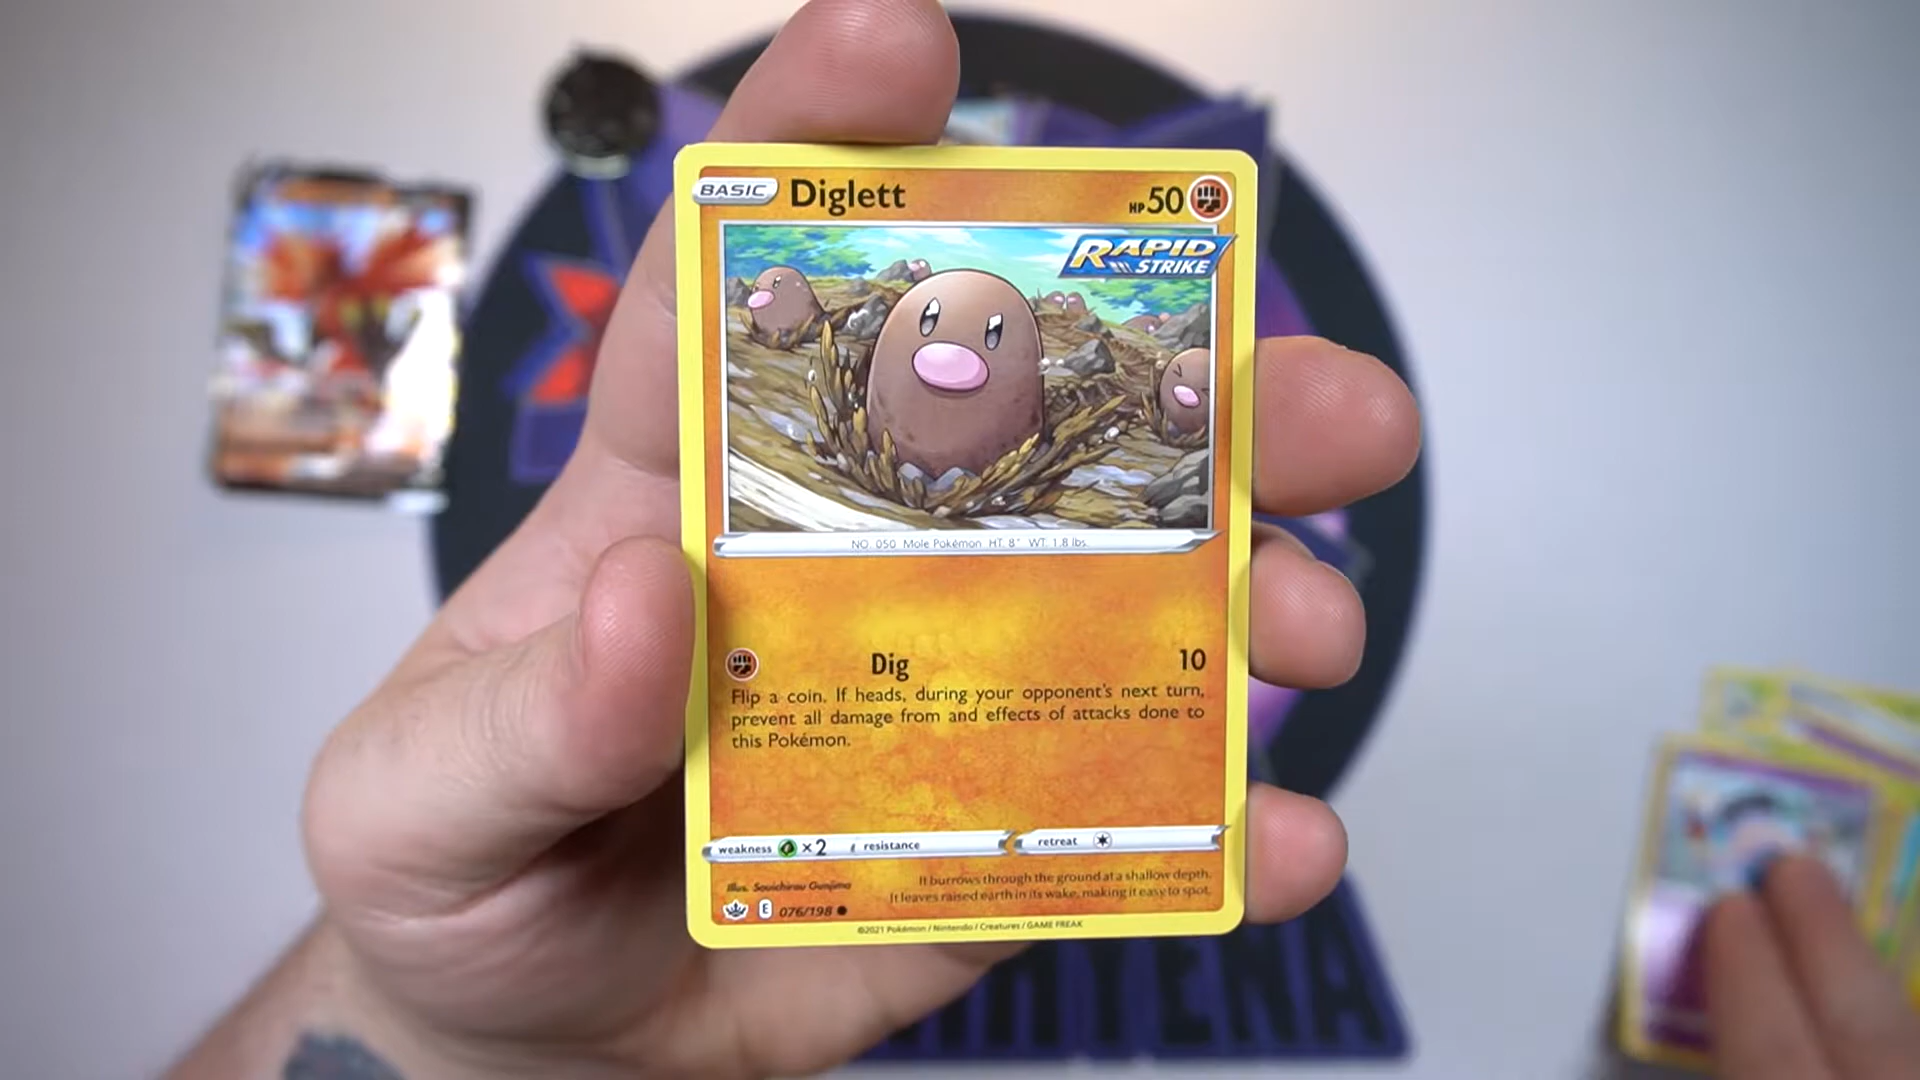 BASIC Diglett HP 50
RAPID
STRIKE
NO. 050 Mole Pokémon HT. 8" WT. 1.8 lbs.
Dig 10
Flip a coin. If heads, during your opponent's next turn,
prevent all damage from and effects of attacks done to
this Pokémon.
weakness ×2 resistance retreat
Illus. Souichirou Gunjima
It burrows through the ground at a shallow depth.
It leaves raised earth in its wake, making it easy to spot.
E 076/198
©2021 Pokémon / Nintendo / Creatures / GAME FREAK